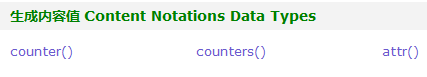 生成内容值 Content Notations Data Types
counter() counters() attr()